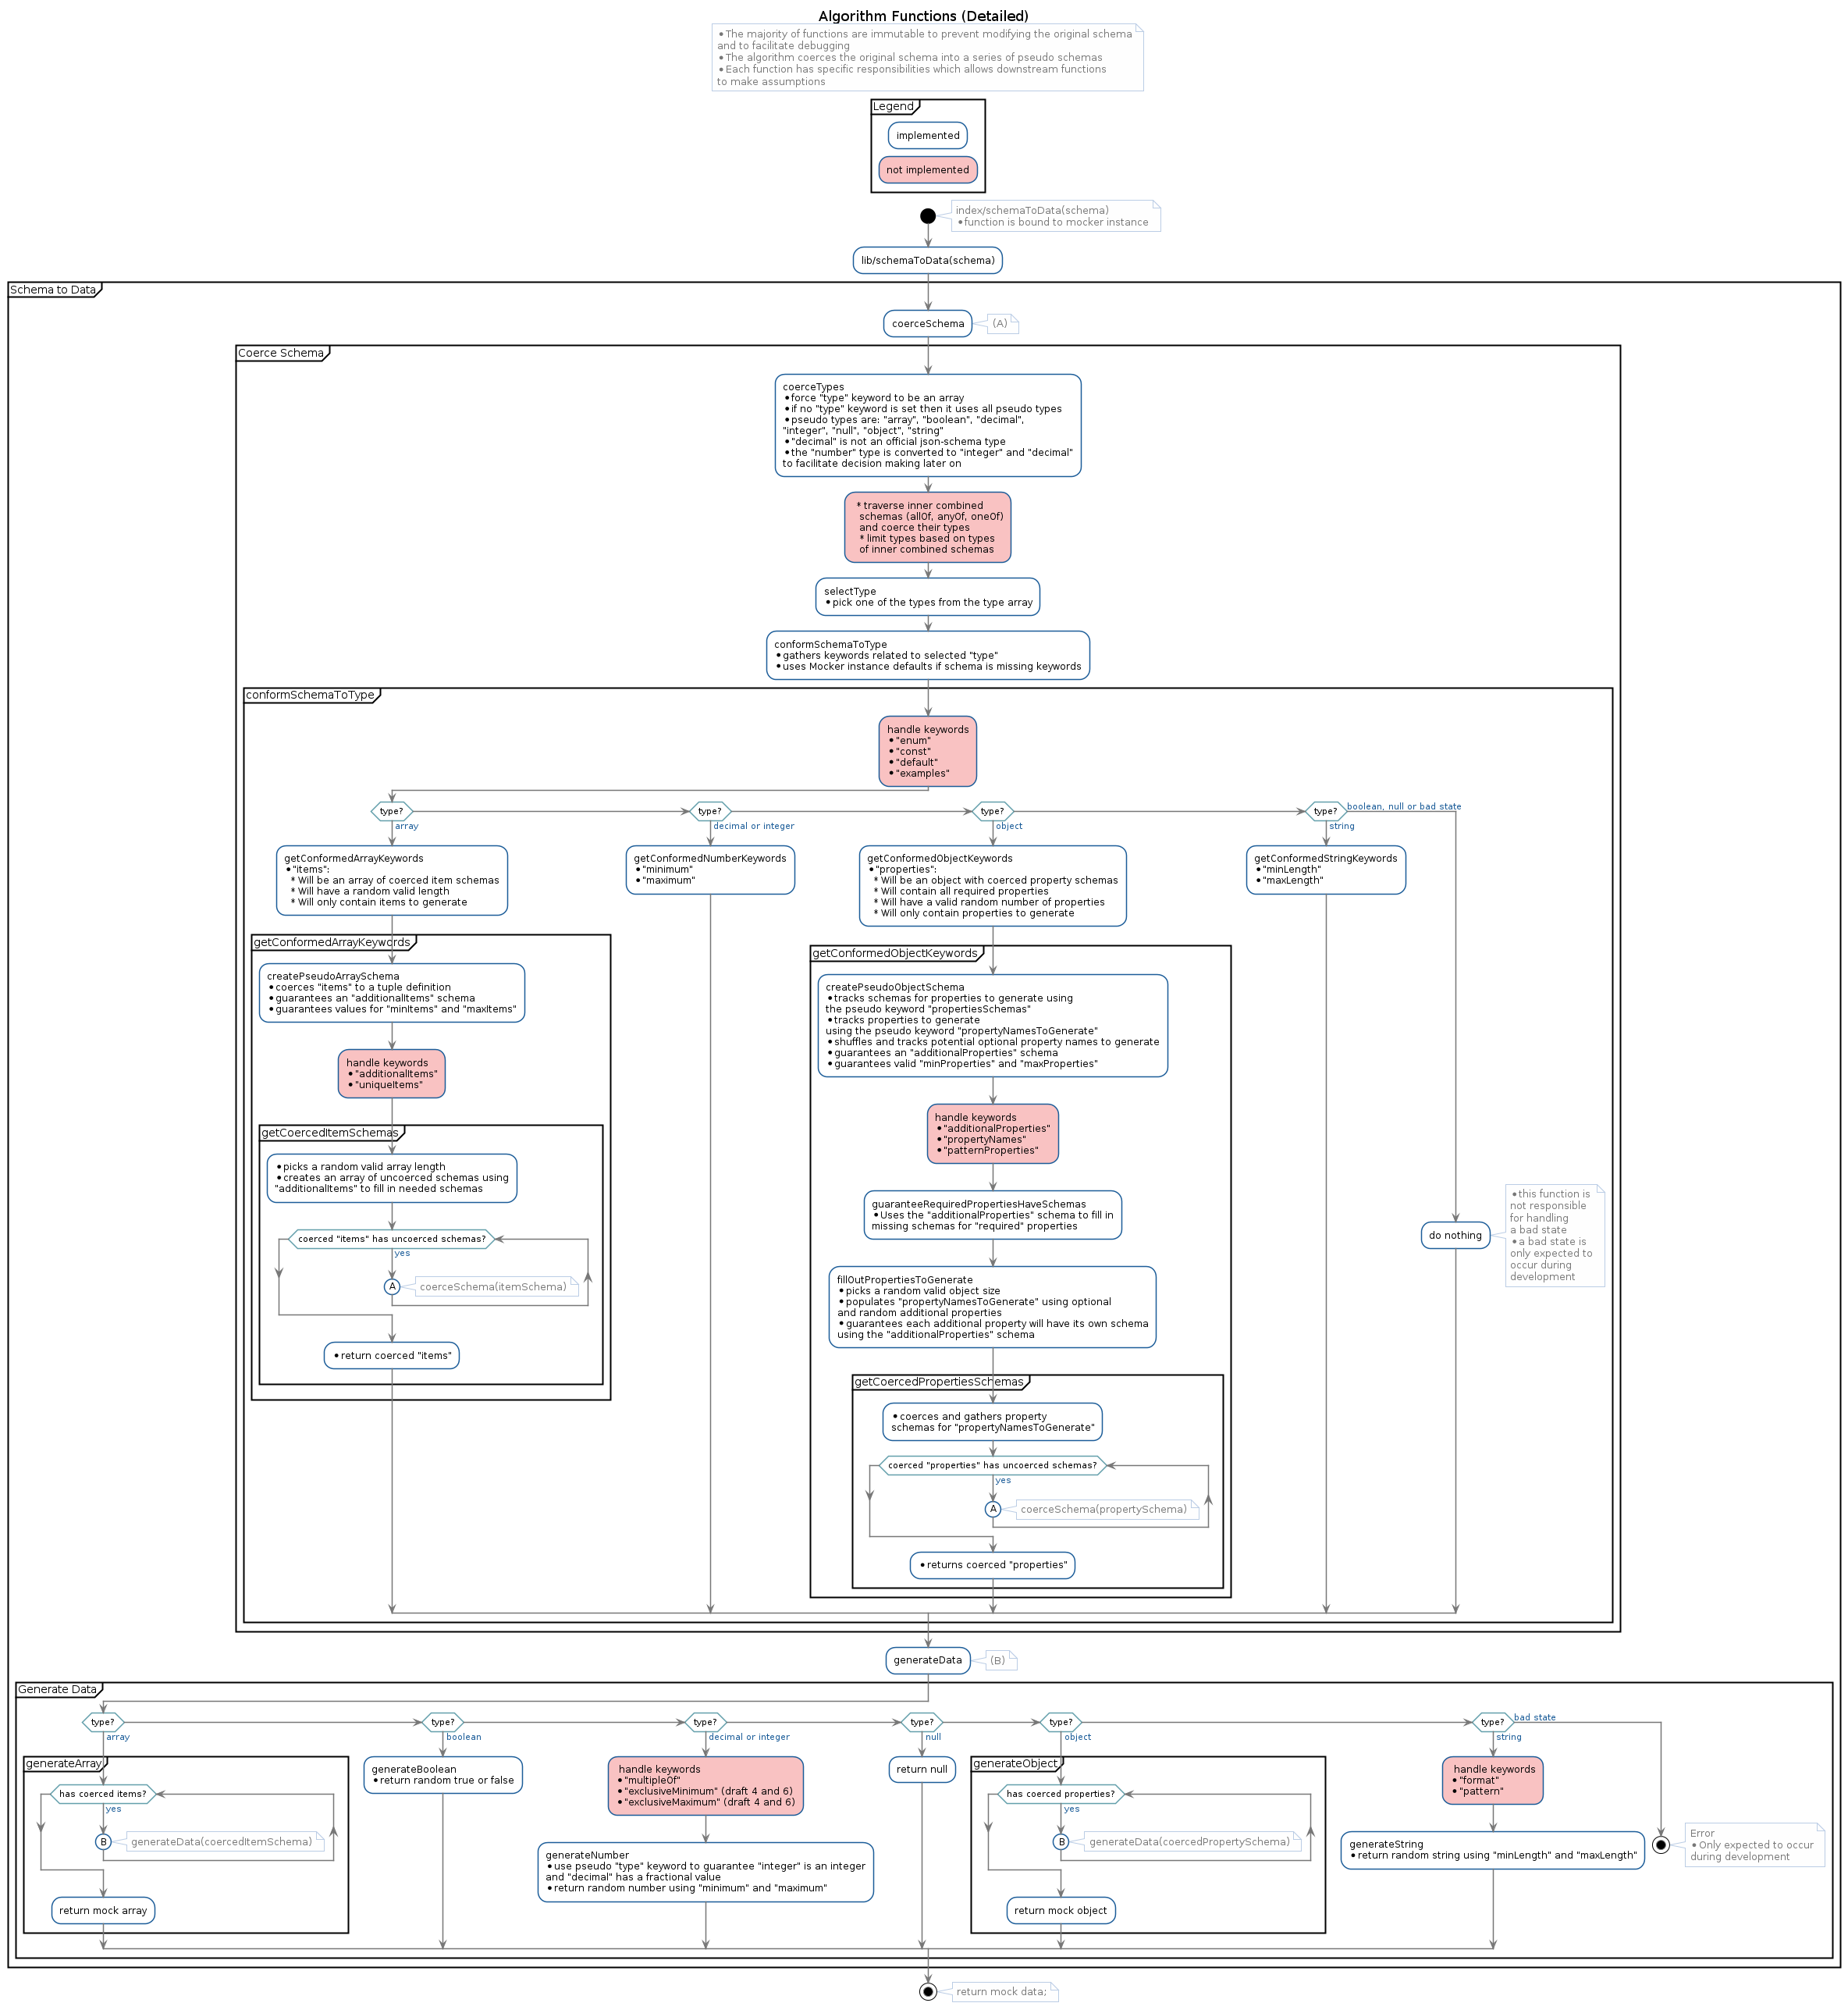 Algorithm Functions (Detailed)
•The majority of functions are immutable to prevent modifying the original schema
and to facilitate debugging
•The algorithm coerces the original schema into a series of pseudo schemas
•Each function has specific responsibilities which allows downstream functions
to make assumptions
Legend
implemented
not implemented
index/schemaToData(schema)
•function is bound to mocker instance
lib/schemaToData(schema)
Schema to Data
coerceSchema
(A)
Coerce Schema
coerceTypes
•force "type" keyword to be an array
•if no "type" keyword is set then it uses all pseudo types
•pseudo types are: "array", "boolean", "decimal",
"integer", "null", "object", "string"
•"decimal" is not an official json-schema type
•the "number" type is converted to "integer" and "decimal"
to facilitate decision making later on
* traverse inner combined
schemas (allOf, anyOf, oneOf)
and coerce their types
* limit types based on types
of inner combined schemas
selectType
•pick one of the types from the type array
conformSchemaToType
•gathers keywords related to selected "type"
•uses Mocker instance defaults if schema is missing keywords
conformSchemaToType
handle keywords
•"enum"
•"const"
•"default"
•"examples"
type?
array
type?
decimal or integer
type?
object
type?
string
boolean, null or bad state
getConformedArrayKeywords
•"items":
* Will be an array of coerced item schemas
* Will have a random valid length
* Will only contain items to generate
getConformedArrayKeywords
createPseudoArraySchema
•coerces "items" to a tuple definition
•guarantees an "additionalItems" schema
•guarantees values for "minItems" and "maxItems"
handle keywords
•"additionalItems"
•"uniqueItems"
getCoercedItemSchemas
•picks a random valid array length
•creates an array of uncoerced schemas using
"additionalItems" to fill in needed schemas
coerced "items" has uncoerced schemas?
yes
A
coerceSchema(itemSchema)
•return coerced "items"
getConformedNumberKeywords
•"minimum"
•"maximum"
getConformedObjectKeywords
•"properties":
* Will be an object with coerced property schemas
* Will contain all required properties
* Will have a valid random number of properties
* Will only contain properties to generate
getConformedObjectKeywords
createPseudoObjectSchema
•tracks schemas for properties to generate using
the pseudo keyword "propertiesSchemas"
•tracks properties to generate
using the pseudo keyword "propertyNamesToGenerate"
•shuffles and tracks potential optional property names to generate
•guarantees an "additionalProperties" schema
•guarantees valid "minProperties" and "maxProperties"
handle keywords
•"additionalProperties"
•"propertyNames"
•"patternProperties"
guaranteeRequiredPropertiesHaveSchemas
•Uses the "additionalProperties" schema to fill in
missing schemas for "required" properties
fillOutPropertiesToGenerate
•picks a random valid object size
•populates "propertyNamesToGenerate" using optional
and random additional properties
•guarantees each additional property will have its own schema
using the "additionalProperties" schema
getCoercedPropertiesSchemas
•coerces and gathers property
schemas for "propertyNamesToGenerate"
coerced "properties" has uncoerced schemas?
yes
A
coerceSchema(propertySchema)
•returns coerced "properties"
getConformedStringKeywords
•"minLength"
•"maxLength"
do nothing
•this function is
not responsible
for handling
a bad state
•a bad state is
only expected to
occur during
development
generateData
(B)
Generate Data
type?
array
type?
boolean
type?
decimal or integer
type?
null
type?
object
type?
string
bad state
generateArray
has coerced items?
yes
B
generateData(coercedItemSchema)
return mock array
generateBoolean
•return random true or false
handle keywords
•"multipleOf"
•"exclusiveMinimum" (draft 4 and 6)
•"exclusiveMaximum" (draft 4 and 6)
generateNumber
•use pseudo "type" keyword to guarantee "integer" is an integer
and "decimal" has a fractional value
•return random number using "minimum" and "maximum"
return null
generateObject
has coerced properties?
yes
B
generateData(coercedPropertySchema)
return mock object
handle keywords
•"format"
•"pattern"
generateString
•return random string using "minLength" and "maxLength"
Error
•Only expected to occur
during development
return mock data;